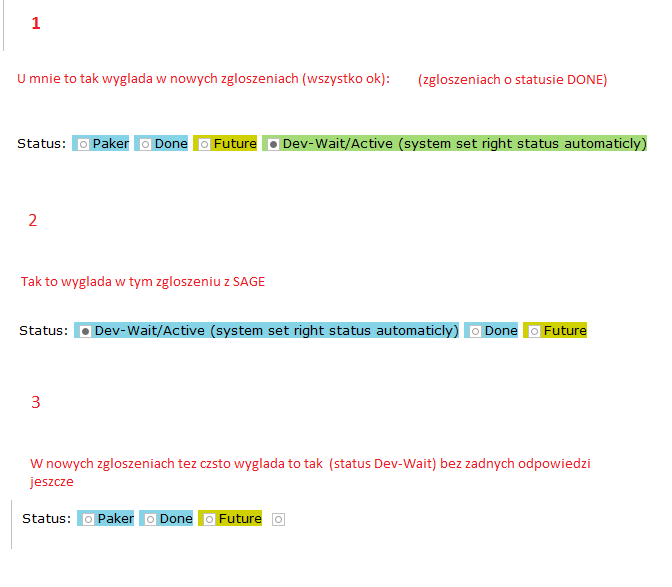 1
U mnie to tak wyglada w nowych zgloszeniach (wszystko ok): (zgloszeniach o statusie DONE)
Status: Paker Done Future Dev-Wait/Active (system set right status automaticly)
2
Tak to wyglada w tym zgloszeniu z SAGE
Status: Dev-Wait/Active (system set right status automaticly) Done Future
3
W nowych zgloszeniach tez czsto wyglada to tak (status Dev-Wait) bez zadnych odpowiedzi
jeszcze
Status: Paker Done Future